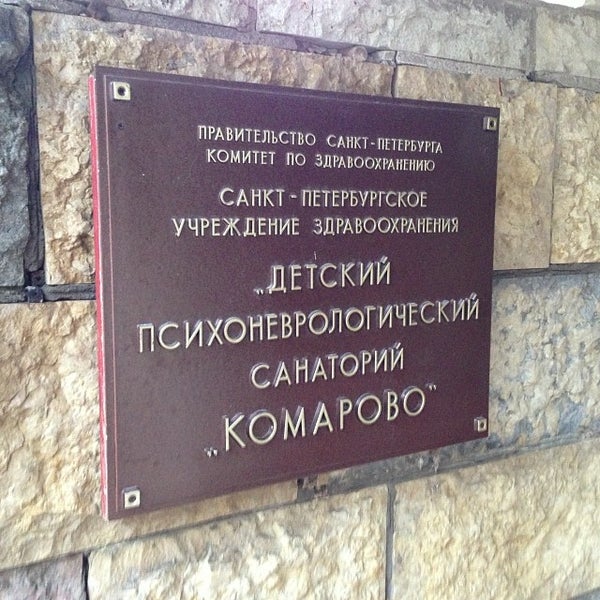 ПРАВИТЕЛЬСТВО САНКТ-ПЕТЕРБУРГА
КОМИТЕТ ПО ЗДРАВООХРАНЕНИЮ
САНКТ-ПЕТЕРБУРГСКОЕ
УЧРЕЖДЕНИЕ ЗДРАВООХРАНЕНИЯ
„ДЕТСКИЙ
ПСИХОНЕВРОЛОГИЧЕСКИЙ
САНАТОРИЙ
„КОМАРОВО"